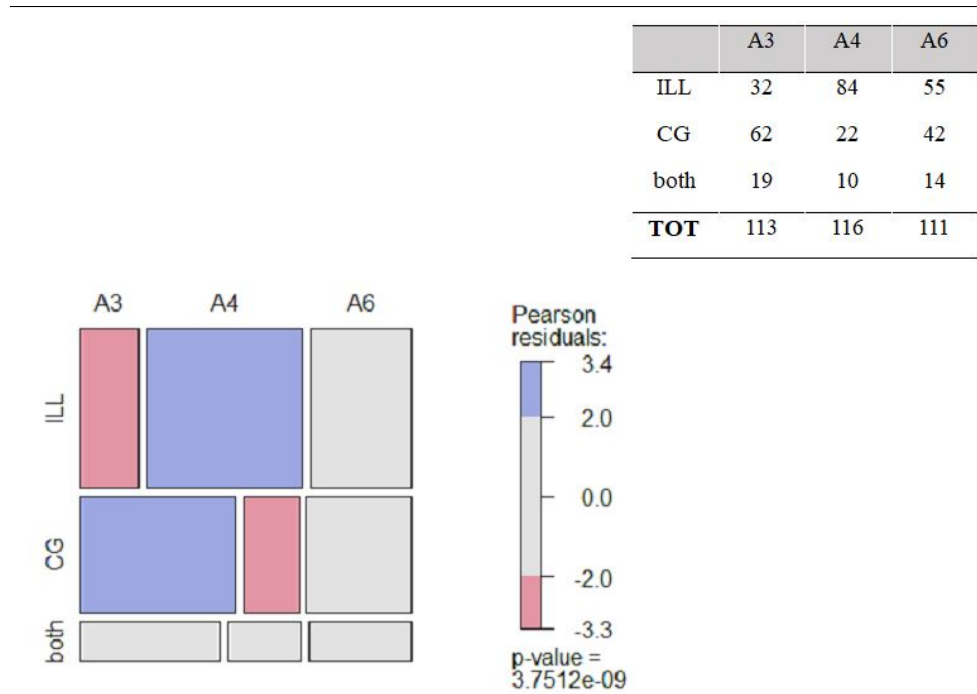 A3 A4 A6
ILL 32 84 55
CG 62 22 42
both 19 10 14
TOT 113 116 111
A3 A4 A6
ILL
CG
both
Pearson
residuals:
3.4
2.0
0.0
-2.0
-3.3
p-value =
3.7512e-09